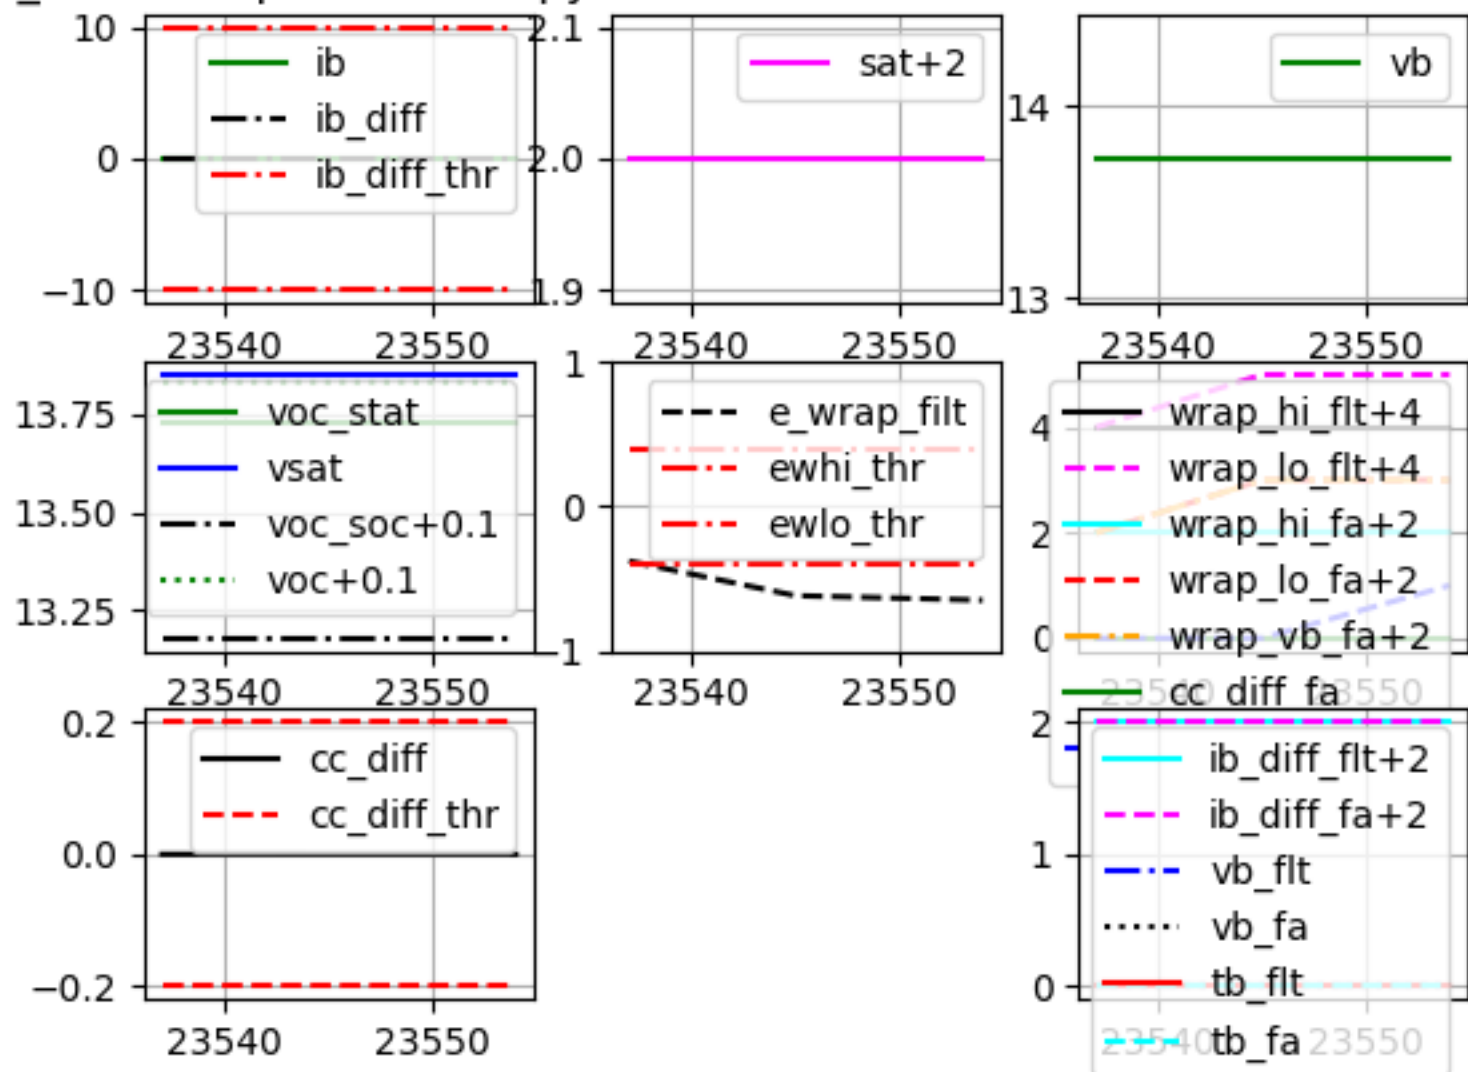 10
0
−10
23540 23550
ib
ib_diff
ib_diff_thr
2.1
2.0
1.9
23540 23550
sat+2
14
13
23540 23550
vb
13.75
13.50
13.25
23540 23550
voc_stat
vsat
voc_soc+0.1
voc+0.1
1
0
−1
23540 23550
e_wrap_filt
ewhi_thr
ewlo_thr
4
2
0
23540 23550
wrap_hi_flt+4
wrap_lo_flt+4
wrap_hi_fa+2
wrap_lo_fa+2
wrap_vb_fa+2
cc_diff_fa
0.2
0.0
−0.2
23540 23550
cc_diff
cc_diff_thr
2
1
0
23540 23550
ib_diff_flt+2
ib_diff_fa+2
vb_flt
vb_fa
tb_flt
tb_fa